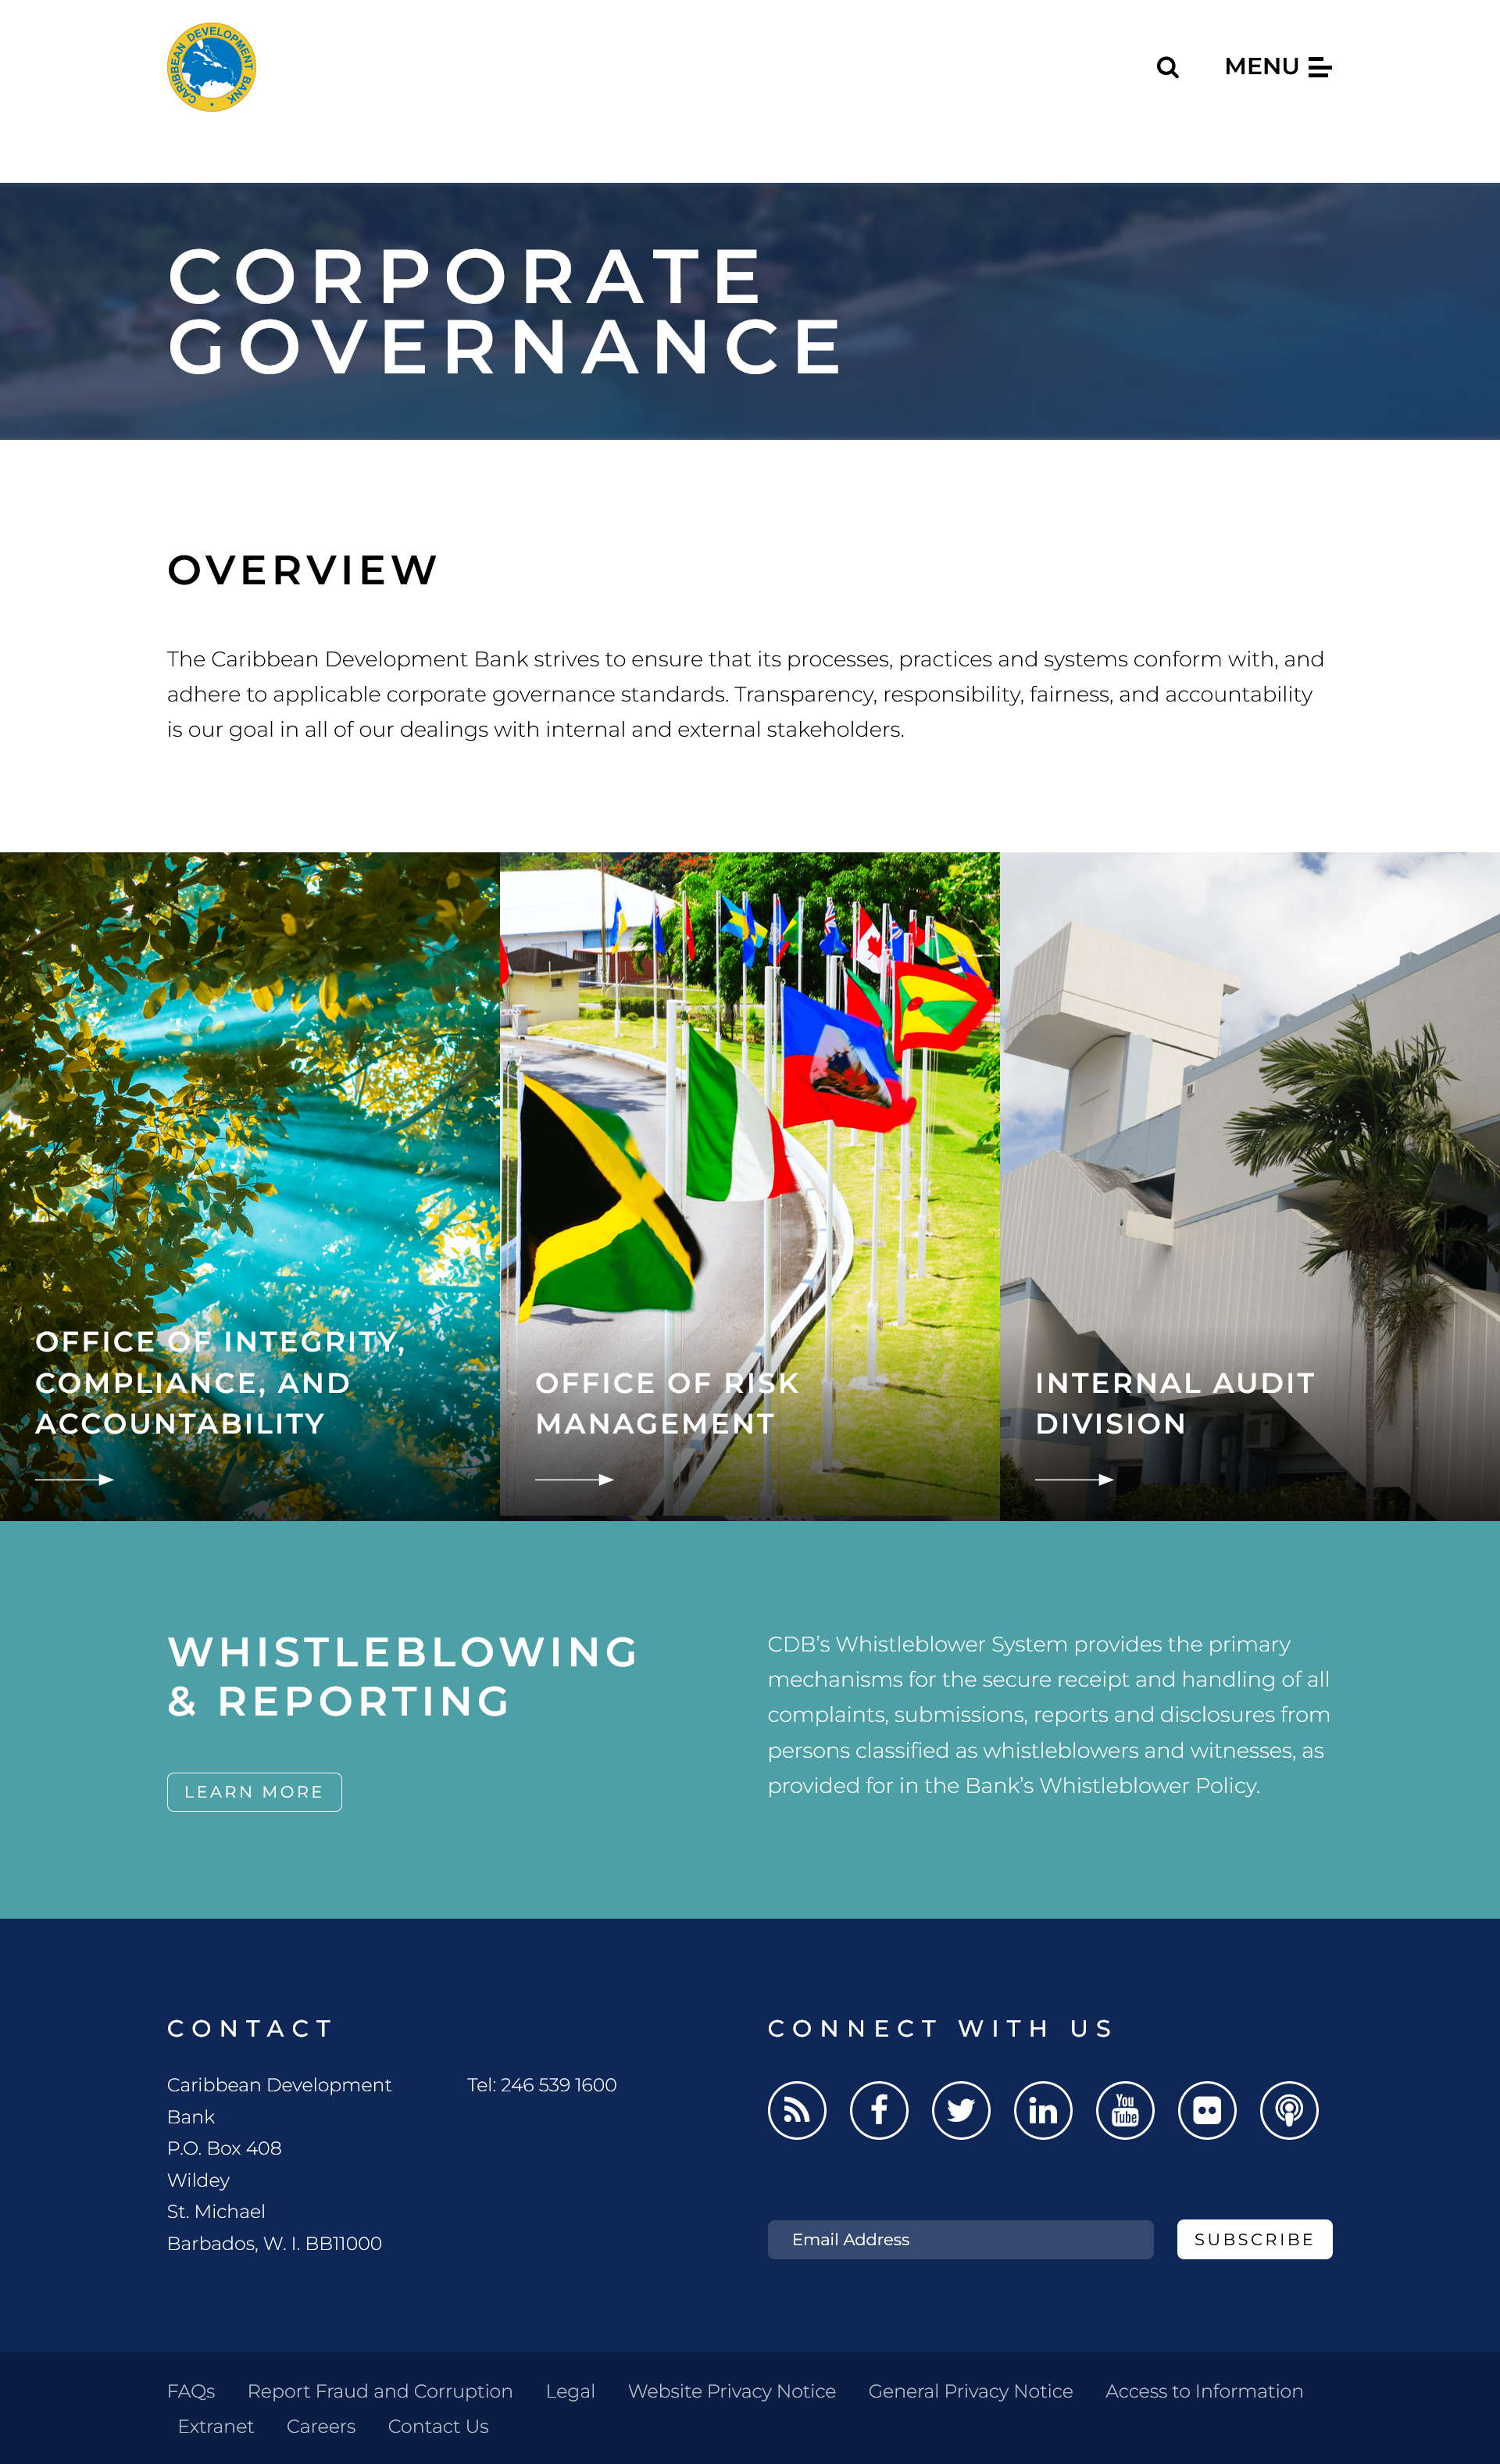 CARIBBEAN DEVELOPMENT BANK
MENU
CORPORATE
GOVERNANCE
OVERVIEW
The Caribbean Development Bank strives to ensure that its processes, practices and systems conform with, and
adhere to applicable corporate governance standards. Transparency, responsibility, fairness, and accountability
is our goal in all of our dealings with internal and external stakeholders.
OFFICE OF INTEGRITY,
COMPLIANCE, AND
ACCOUNTABILITY
OFFICE OF RISK
MANAGEMENT
INTERNAL AUDIT
DIVISION
WHISTLEBLOWING
& REPORTING
LEARN MORE
CDB’s Whistleblower System provides the primary
mechanisms for the secure receipt and handling of all
complaints, submissions, reports and disclosures from
persons classified as whistleblowers and witnesses, as
provided for in the Bank’s Whistleblower Policy.
CONTACT
Caribbean Development
Bank
P.O. Box 408
Wildey
St. Michael
Barbados, W. I. BB11000
Tel: 246 539 1600
CONNECT WITH US
You
Tube
Email Address
SUBSCRIBE
FAQs Report Fraud and Corruption Legal Website Privacy Notice General Privacy Notice Access to Information
Extranet Careers Contact Us